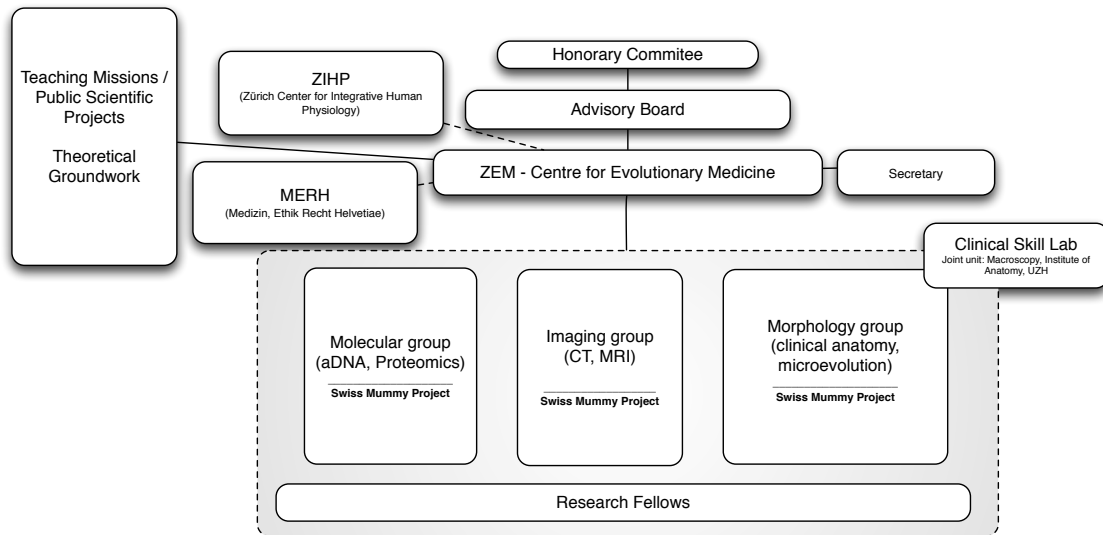 Teaching Missions /
Public Scientific
Projects
Theoretical
Groundwork
ZIHP
(Zürich Center for Integrative Human
Physiology)
MERH
(Medizin, Ethik Recht Helvetiae)
Honorary Commitee
Advisory Board
ZEM - Centre for Evolutionary Medicine
Secretary
Clinical Skill Lab
Joint unit: Macroscopy, Institute of
Anatomy, UZH
Molecular group
(aDNA, Proteomics)
Swiss Mummy Project
Imaging group
(CT, MRI)
Swiss Mummy Project
Morphology group
(clinical anatomy,
microevolution)
Swiss Mummy Project
Research Fellows